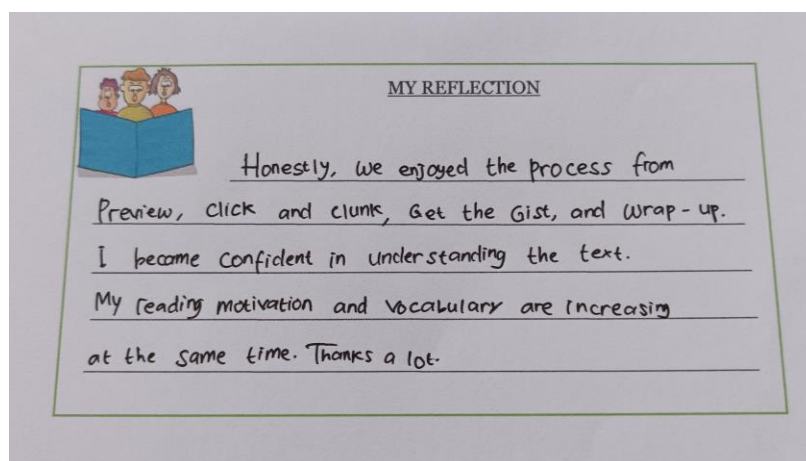 MY REFLECTION
Honestly, we enjoyed the process from
Preview, Click and clunk, Get the Gist, and Wrap-up.
I become confident in understanding the text.
My reading motivation and vocabulary are increasing
at the same time. Thanks a lot.